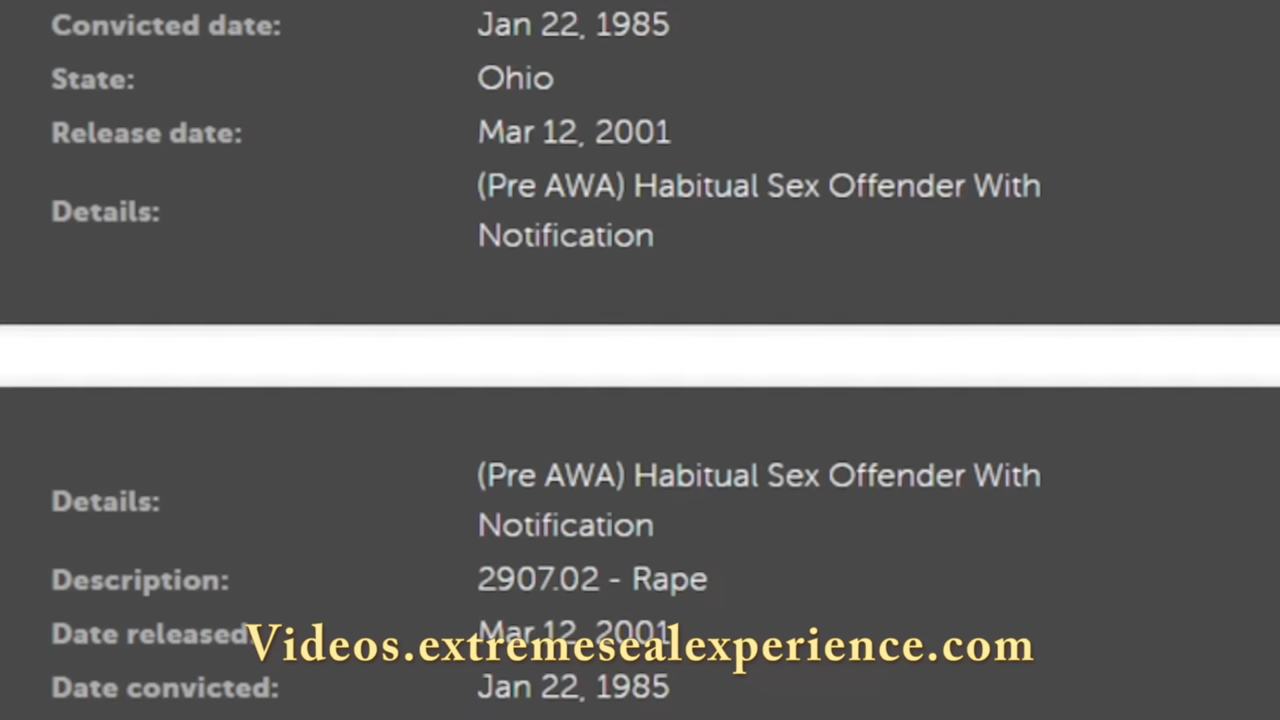 Convicted date: Jan 22, 1985
State: Ohio
Release date: Mar 12, 2001
Details: (Pre AWA) Habitual Sex Offender With
Notification
Details: (Pre AWA) Habitual Sex Offender With
Notification
Description: 2907.02 - Rape
Date released: Mar 12, 2001
Videos.extremesealexperience.com
Date convicted: Jan 22, 1985